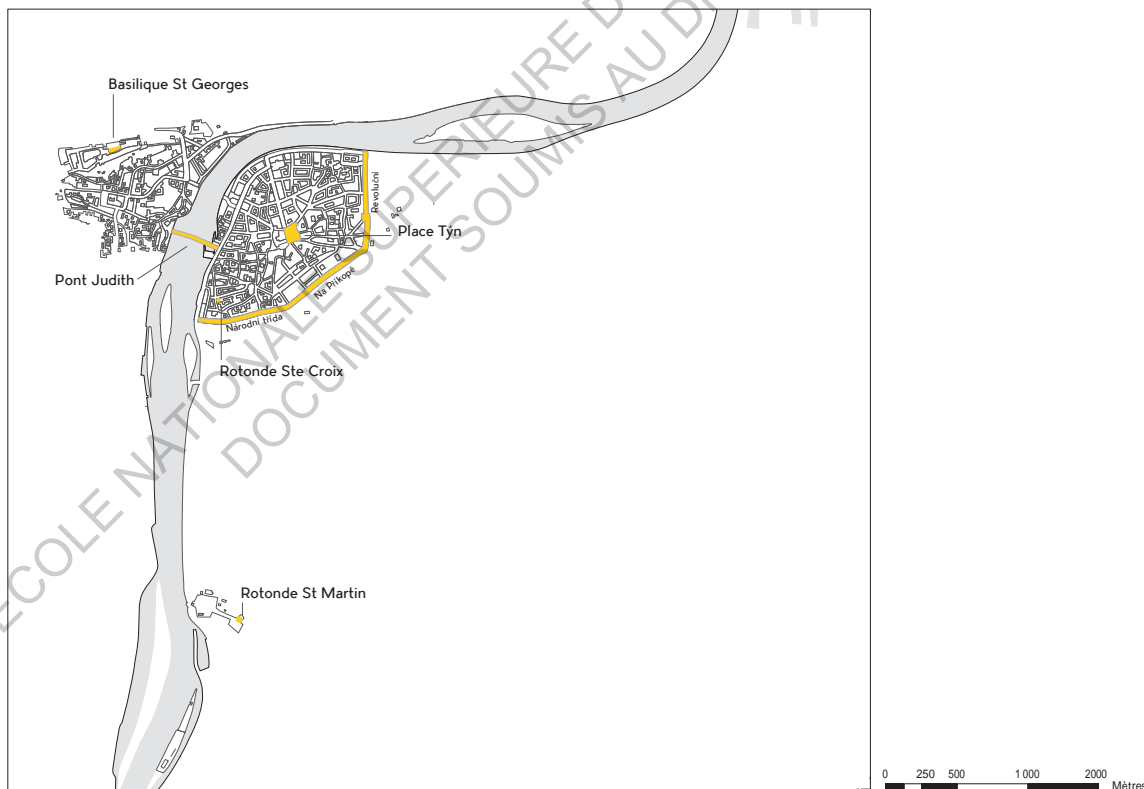 ECOLE NATIONALE SUPERIEURE D
DOCUMENT SOUMIS AU D
Basilique St Georges
Revoluční
Place Týn
Pont Judith
Na Příkopě
Národní třída
Rotonde Ste Croix
Rotonde St Martin
0 250 500 1 000 2000
Mètres